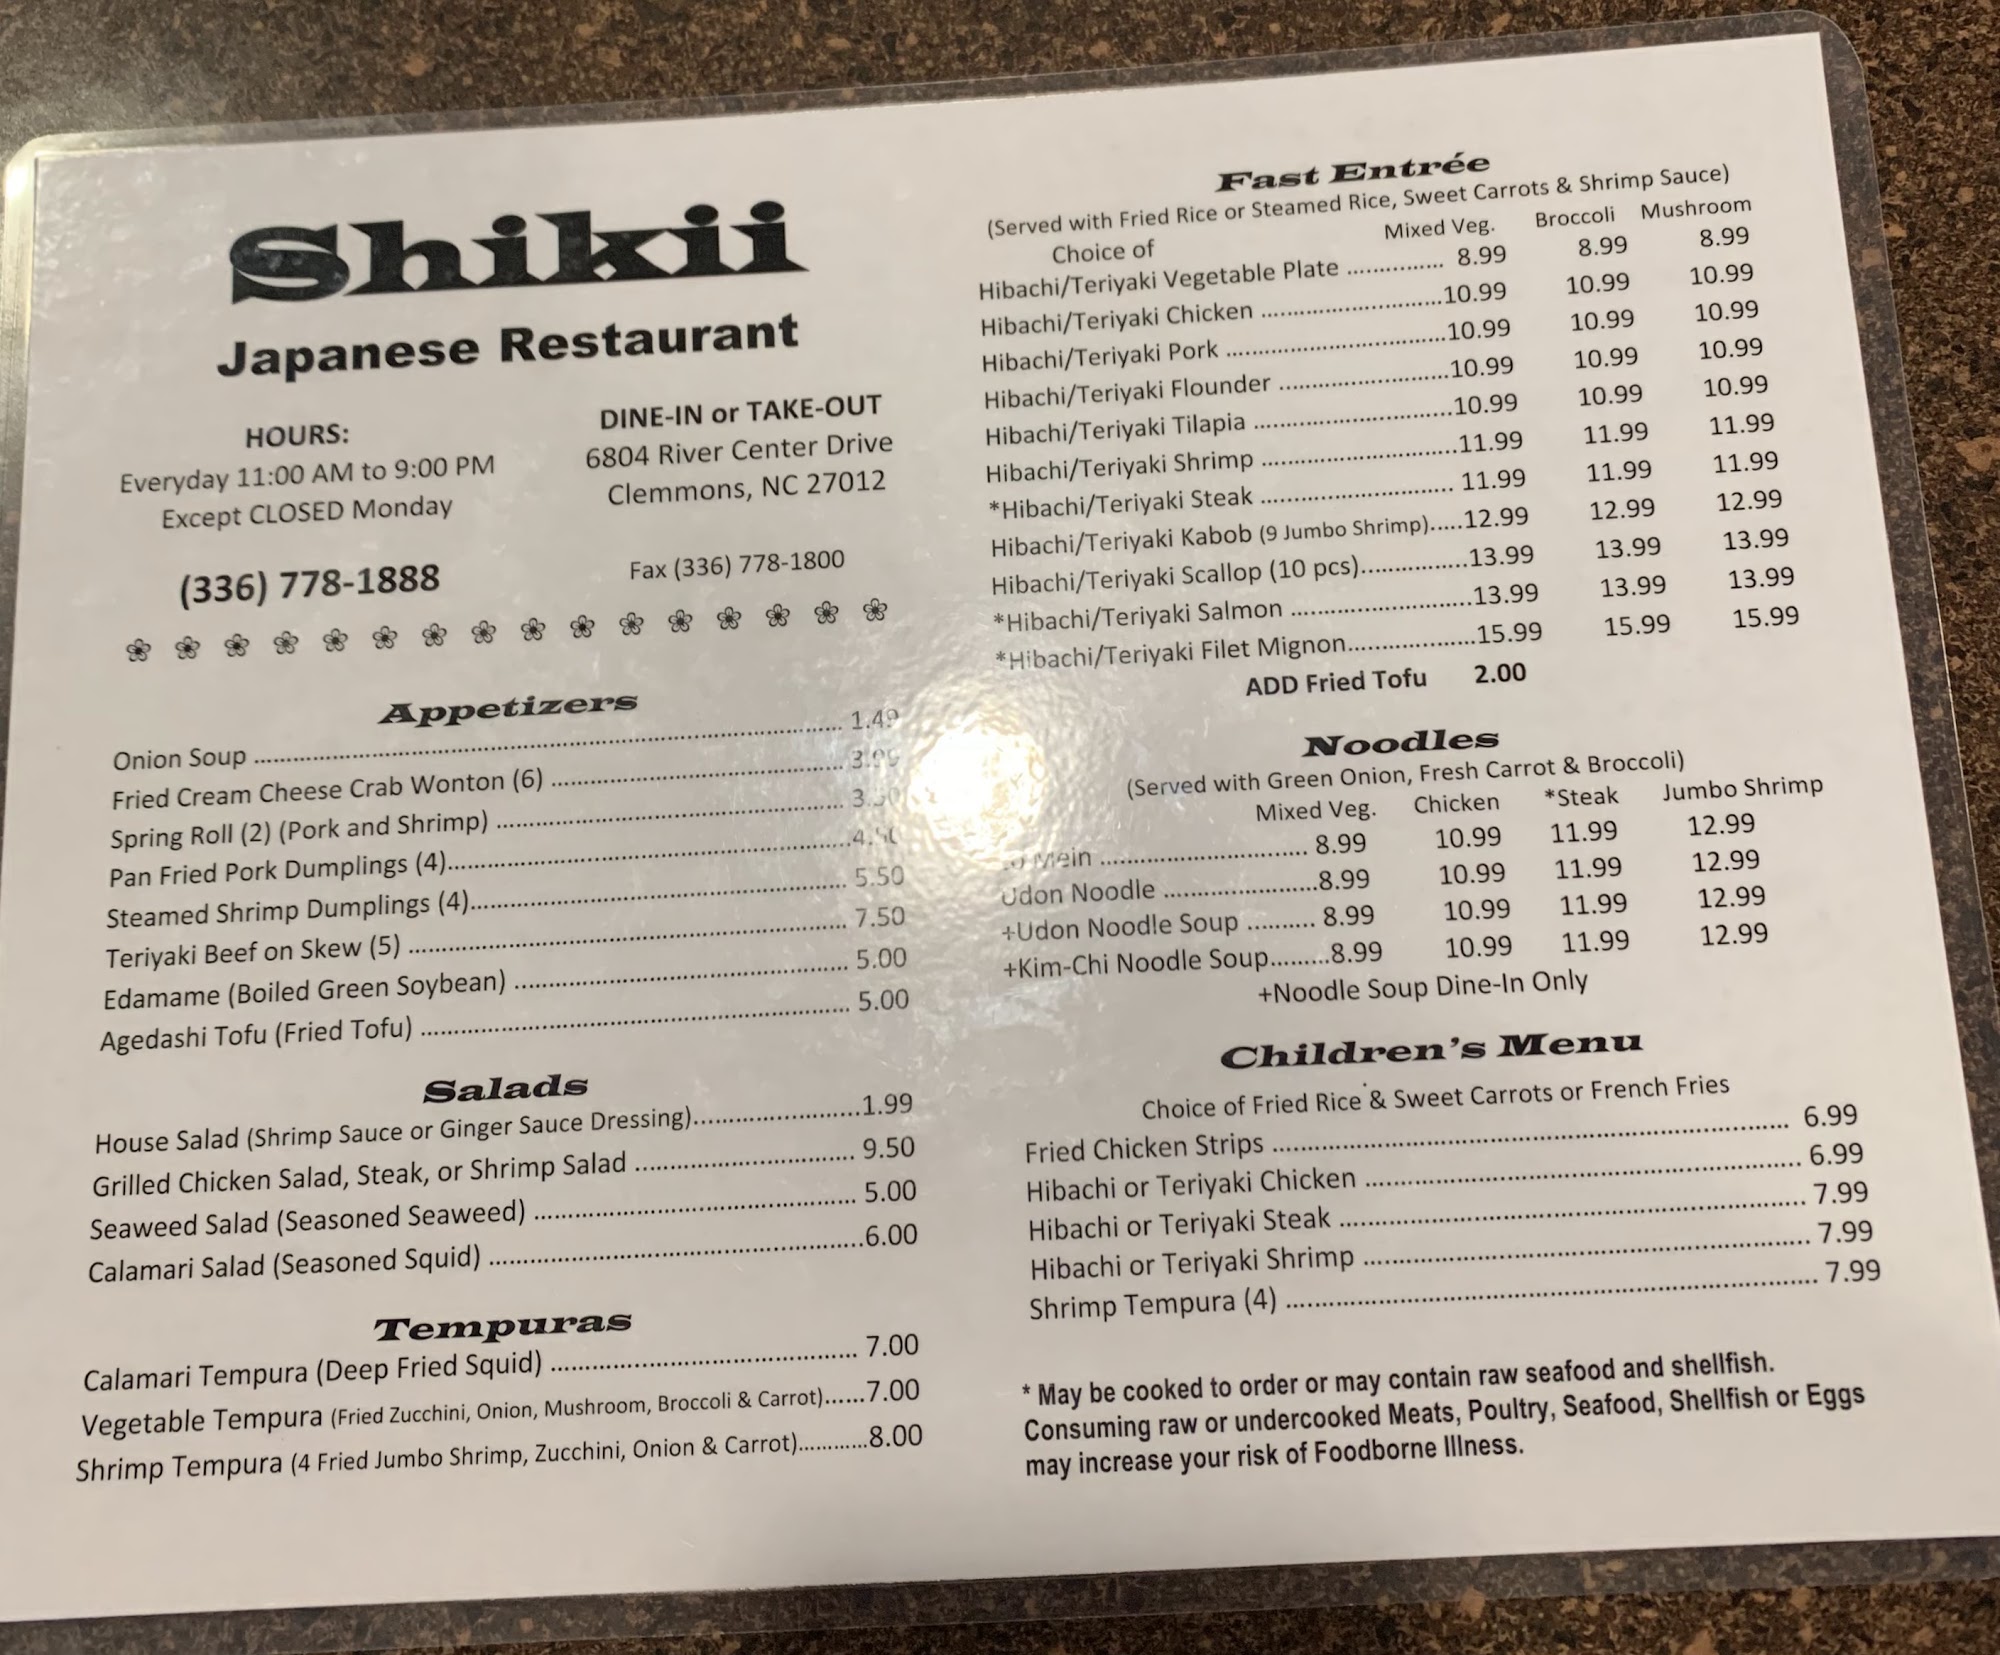 Shikii
Japanese Restaurant
HOURS:
Everyday 11:00 AM to 9:00 PM
Except CLOSED Monday
(336) 778-1888
DINE-IN or TAKE-OUT
6804 River Center Drive
Clemmons, NC 27012
Fax (336) 778-1800
Appetizers
Onion Soup 1.49
Fried Cream Cheese Crab Wonton (6)
Spring Roll (2) (Pork and Shrimp)
Pan Fried Pork Dumplings (4)
Steamed Shrimp Dumplings (4) 5.50
Teriyaki Beef on Skew (5) 7.50
Edamame (Boiled Green Soybean) 5.00
Agedashi Tofu (Fried Tofu) 5.00
Salads
House Salad (Shrimp Sauce or Ginger Sauce Dressing) 1.99
Grilled Chicken Salad, Steak, or Shrimp Salad 9.50
Seaweed Salad (Seasoned Seaweed) 5.00
Calamari Salad (Seasoned Squid) 6.00
Tempuras
Calamari Tempura (Deep Fried Squid) 7.00
Vegetable Tempura (Fried Zucchini, Onion, Mushroom, Broccoli & Carrot) 7.00
Shrimp Tempura (4 Fried Jumbo Shrimp, Zucchini, Onion & Carrot) 8.00
Fast Entrée
(Served with Fried Rice or Steamed Rice, Sweet Carrots & Shrimp Sauce)
Choice of Mixed Veg. Broccoli Mushroom
Hibachi/Teriyaki Vegetable Plate 8.99 8.99 8.99
Hibachi/Teriyaki Chicken 10.99 10.99 10.99
Hibachi/Teriyaki Pork 10.99 10.99 10.99
Hibachi/Teriyaki Flounder 10.99 10.99 10.99
Hibachi/Teriyaki Tilapia 10.99 10.99 10.99
Hibachi/Teriyaki Shrimp 11.99 11.99 11.99
*Hibachi/Teriyaki Steak 11.99 11.99 11.99
Hibachi/Teriyaki Kabob (9 Jumbo Shrimp) 12.99 12.99 12.99
Hibachi/Teriyaki Scallop (10 pcs) 13.99 13.99 13.99
*Hibachi/Teriyaki Salmon 13.99 13.99 13.99
*Hibachi/Teriyaki Filet Mignon 15.99 15.99 15.99
ADD Fried Tofu 2.00
Noodles
(Served with Green Onion, Fresh Carrot & Broccoli)
Mixed Veg. Chicken *Steak Jumbo Shrimp
Mein 8.99 10.99 11.99 12.99
Udon Noodle 8.99 10.99 11.99 12.99
+Udon Noodle Soup 8.99 10.99 11.99 12.99
+Kim-Chi Noodle Soup 8.99 10.99 11.99 12.99
+Noodle Soup Dine-In Only
Children's Menu
Choice of Fried Rice & Sweet Carrots or French Fries
Fried Chicken Strips 6.99
Hibachi or Teriyaki Chicken 6.99
Hibachi or Teriyaki Steak 7.99
Hibachi or Teriyaki Shrimp 7.99
Shrimp Tempura (4) 7.99
* May be cooked to order or may contain raw seafood and shellfish.
Consuming raw or undercooked Meats, Poultry, Seafood, Shellfish or Eggs
may increase your risk of Foodborne Illness.